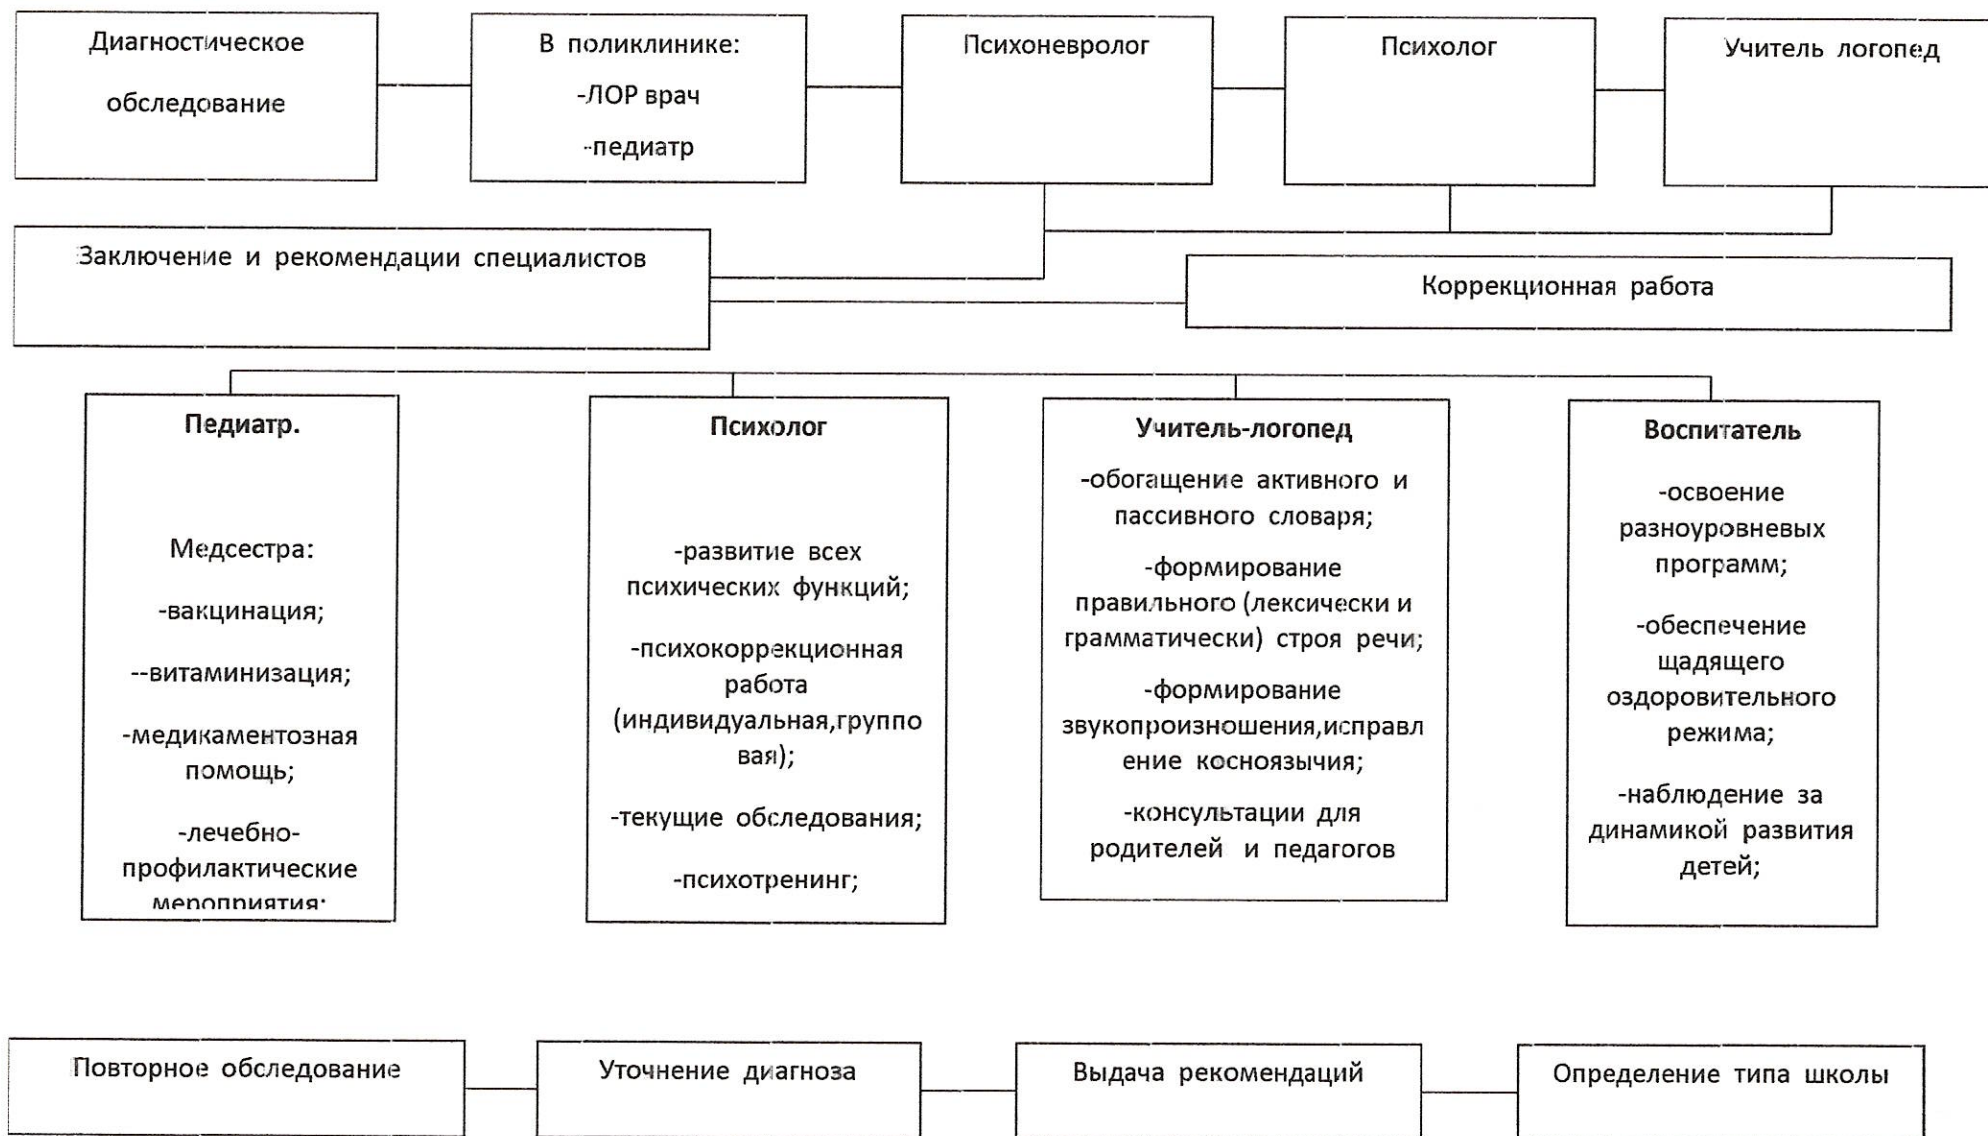 Диагностическое
обследование
В поликлинике:
-ЛОР врач
-педиатр
Психоневролог
Психолог
Учитель логопед
Заключение и рекомендации специалистов
Коррекционная работа
Педиатр.
Медсестра:
-вакцинация;
--витаминизация;
-медикаментозная
помощь;
-лечебно-
профилактические
мероприятия;
Психолог
-развитие всех
психических функций;
-психокоррекционная
работа
(индивидуальная,группо
вая);
-текущие обследования;
-психотренинг;
Учитель-логопед
-обогащение активного и
пассивного словаря;
-формирование
правильного (лексически и
грамматически) строя речи;
-формирование
звукопроизношения,исправл
ение косноязычия;
-консультации для
родителей и педагогов
Воспитатель
-освоение
разноуровневых
программ;
-обеспечение
щадящего
оздоровительного
режима;
-наблюдение за
динамикой развития
детей;
Повторное обследование
Уточнение диагноза
Выдача рекомендаций
Определение типа школы